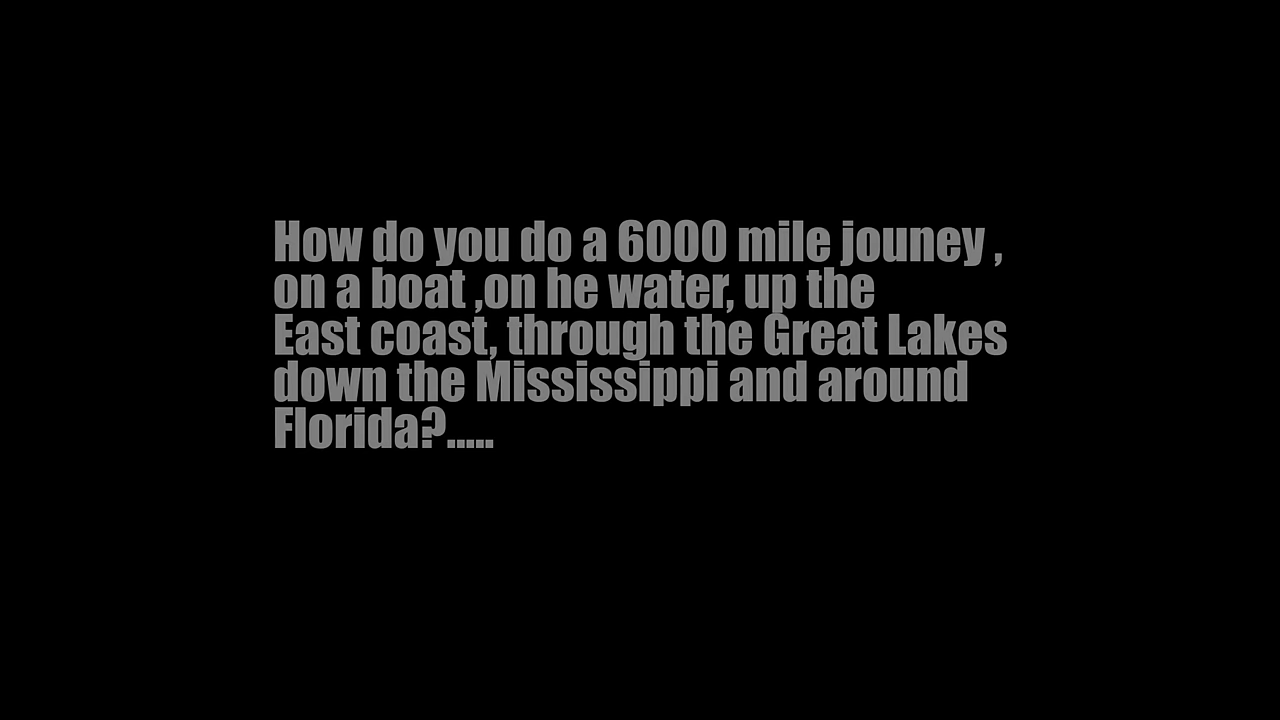 How do you do a 6000 mile jouney ,
on a boat ,on he water, up the
East coast, through the Great Lakes
down the Mississippi and around
Florida?.....